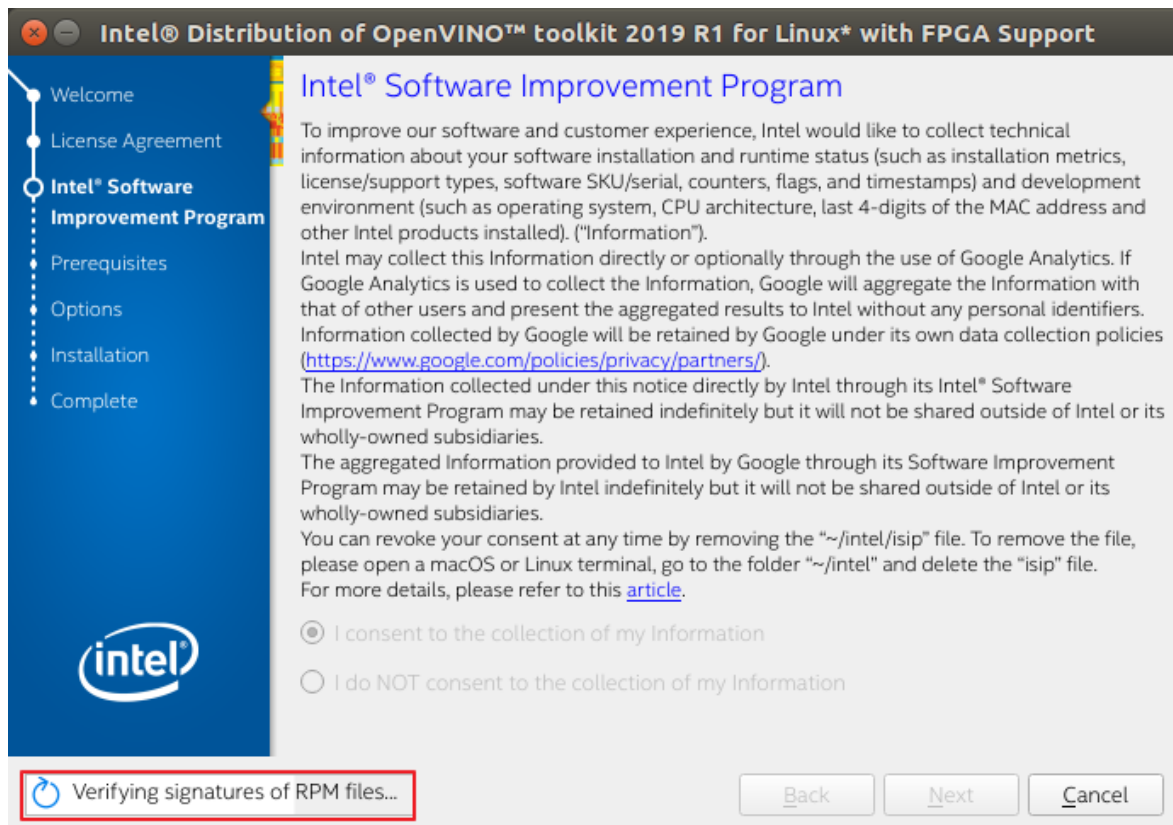 Intel® Distribution of OpenVINO™ toolkit 2019 R1 for Linux* with FPGA Support
Welcome
License Agreement
Intel® Software
Improvement Program
Prerequisites
Options
Installation
Complete
intel®
Intel® Software Improvement Program
To improve our software and customer experience, Intel would like to collect technical
information about your software installation and runtime status (such as installation metrics,
license/support types, software SKU/serial, counters, flags, and timestamps) and development
environment (such as operating system, CPU architecture, last 4-digits of the MAC address and
other Intel products installed). (“Information”).
Intel may collect this Information directly or optionally through the use of Google Analytics. If
Google Analytics is used to collect the Information, Google will aggregate the Information with
that of other users and present the aggregated results to Intel without any personal identifiers.
Information collected by Google will be retained by Google under its own data collection policies
(https://www.google.com/policies/privacy/partners/).
The Information collected under this notice directly by Intel through its Intel® Software
Improvement Program may be retained indefinitely but it will not be shared outside of Intel or its
wholly-owned subsidiaries.
The aggregated Information provided to Intel by Google through its Software Improvement
Program may be retained by Intel indefinitely but it will not be shared outside of Intel or its
wholly-owned subsidiaries.
You can revoke your consent at any time by removing the “~/intel/isip” file. To remove the file,
please open a macOS or Linux terminal, go to the folder “~/intel” and delete the “isip” file.
For more details, please refer to this article.
I consent to the collection of my Information
I do NOT consent to the collection of my Information
Verifying signatures of RPM files...
Back
Next
Cancel